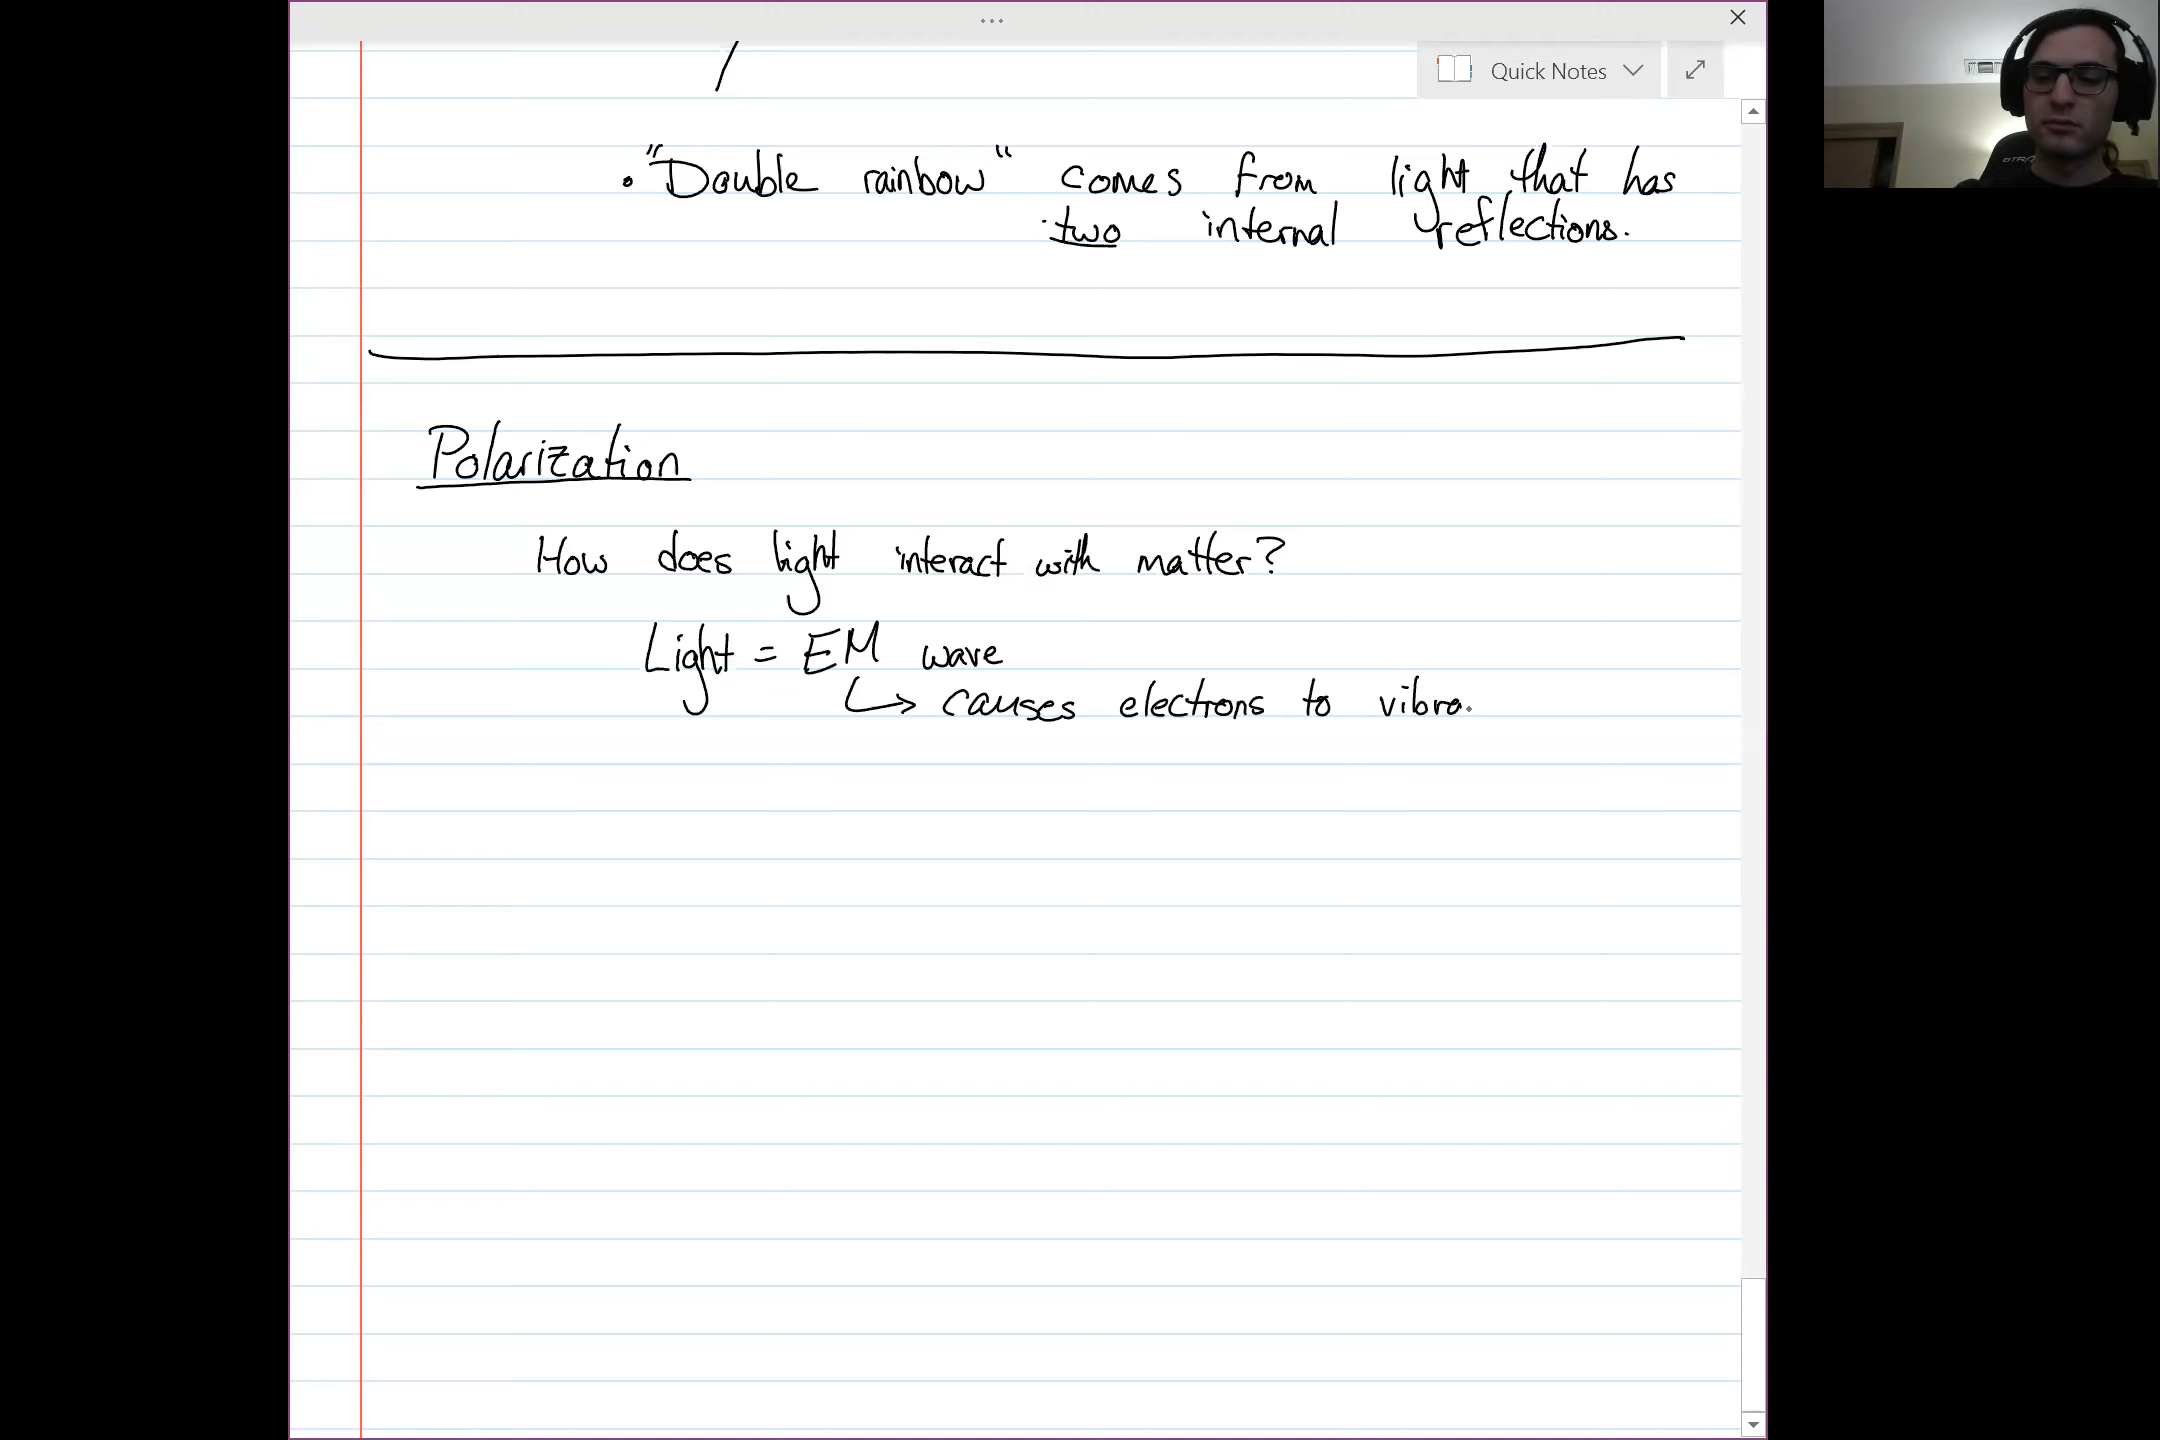 Quick Notes
• "Double rainbow" comes from light that has
two internal reflections.
Polarization
How does light interact with matter?
Light = EM wave
↳ causes electrons to vibra